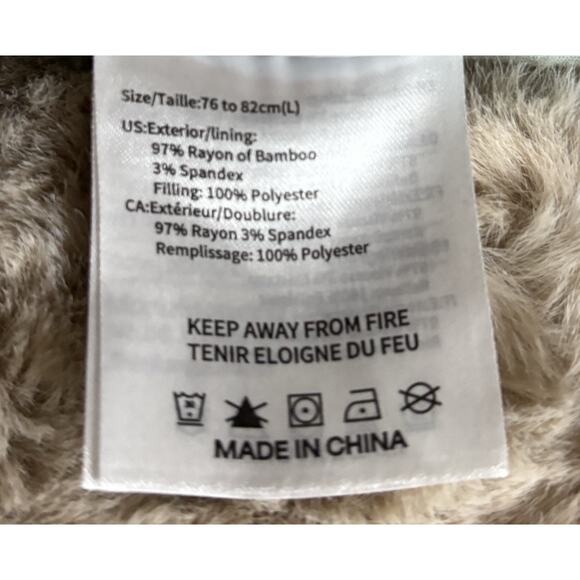 Size/Taille:76 to 82cm(L)
US:Exterior/lining:
97% Rayon of Bamboo
3% Spandex
Filling: 100% Polyester
CA:Extérieur/Doublure:
97% Rayon 3% Spandex
Remplissage: 100% Polyester
KEEP AWAY FROM FIRE
TENIR ELOIGNE DU FEU
MADE IN CHINA